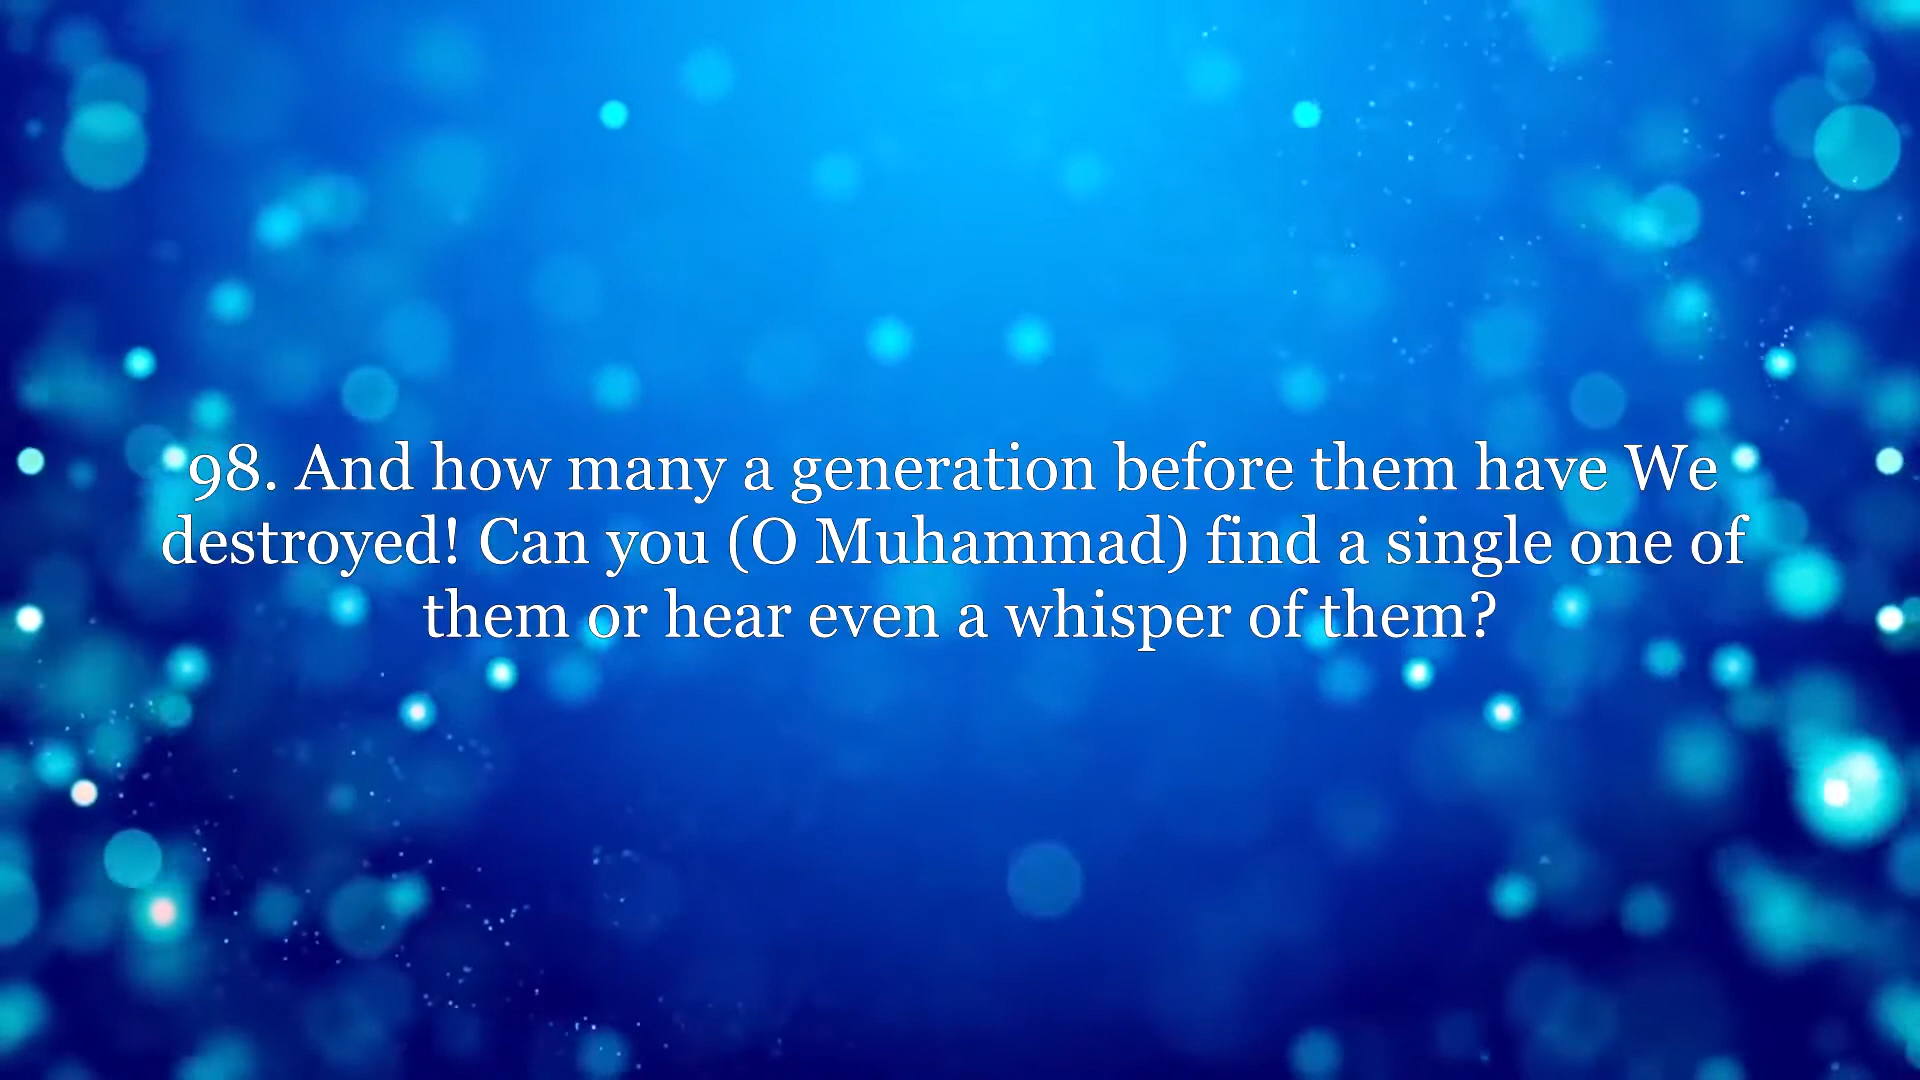 98. And how many a generation before them have We
destroyed! Can you (O Muhammad) find a single one of
them or hear even a whisper of them?